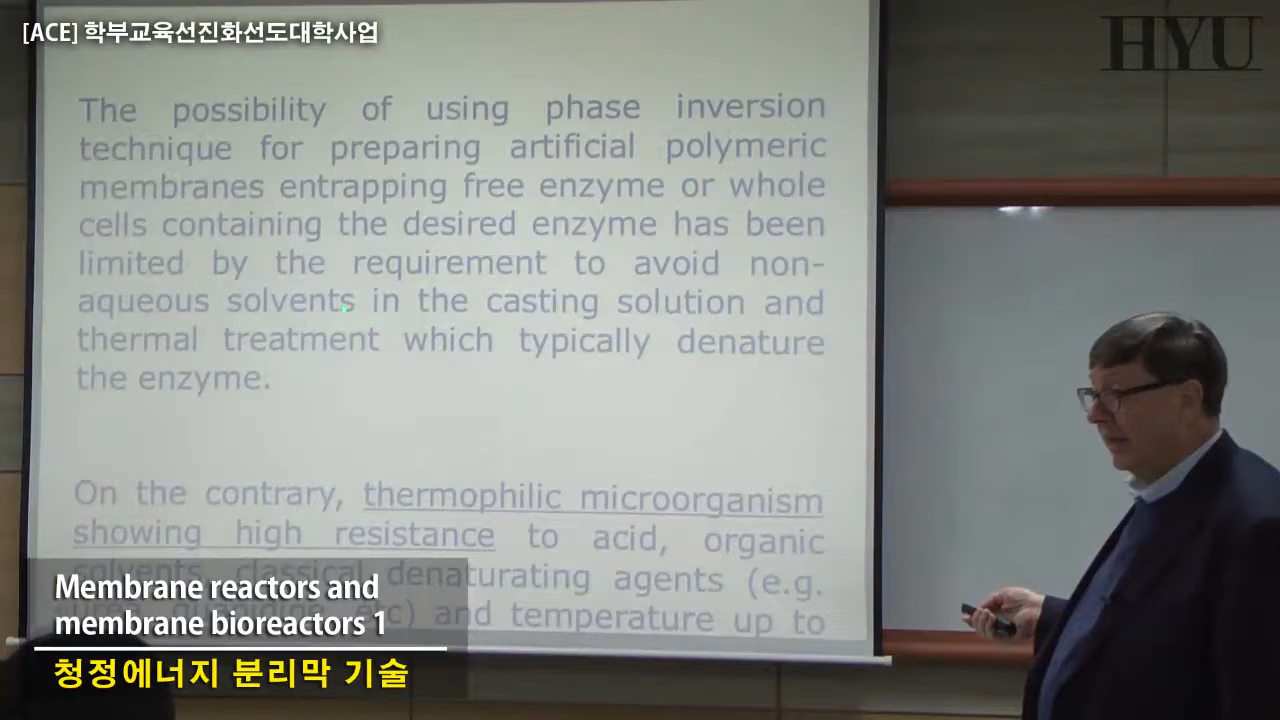 [ACE] 학부교육선진화선도대학사업
HYU
The possibility of using phase inversion
technique for preparing artificial polymeric
membranes entrapping free enzyme or whole
cells containing the desired enzyme has been
limited by the requirement to avoid non-
aqueous solvents in the casting solution and
thermal treatment which typically denature
the enzyme.
On the contrary, thermophilic microorganism
showing high resistance to acid, organic
solvents, classical denaturating agents (e.g.
etc) and temperature up to
Membrane reactors and
membrane bioreactors 1
청정에너지 분리막 기술